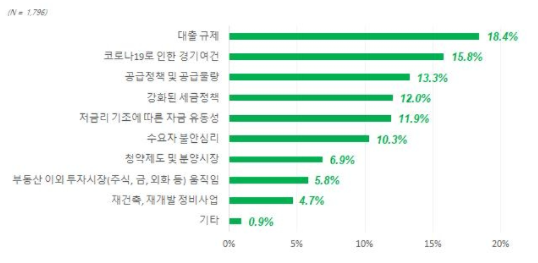 (N = 1,796)
대출 규제 18.4%
코로나19로 인한 경기여건 15.8%
공급정책 및 공급물량 13.3%
강화된 세금정책 12.0%
저금리 기조에 따른 자금 유동성 11.9%
수요자 불안심리 10.3%
청약제도 및 분양시장 6.9%
부동산 이외 투자시장(주식, 금, 외화 등) 움직임 5.8%
재건축, 재개발 정비사업 4.7%
기타 0.9%
0% 5% 10% 15% 20%